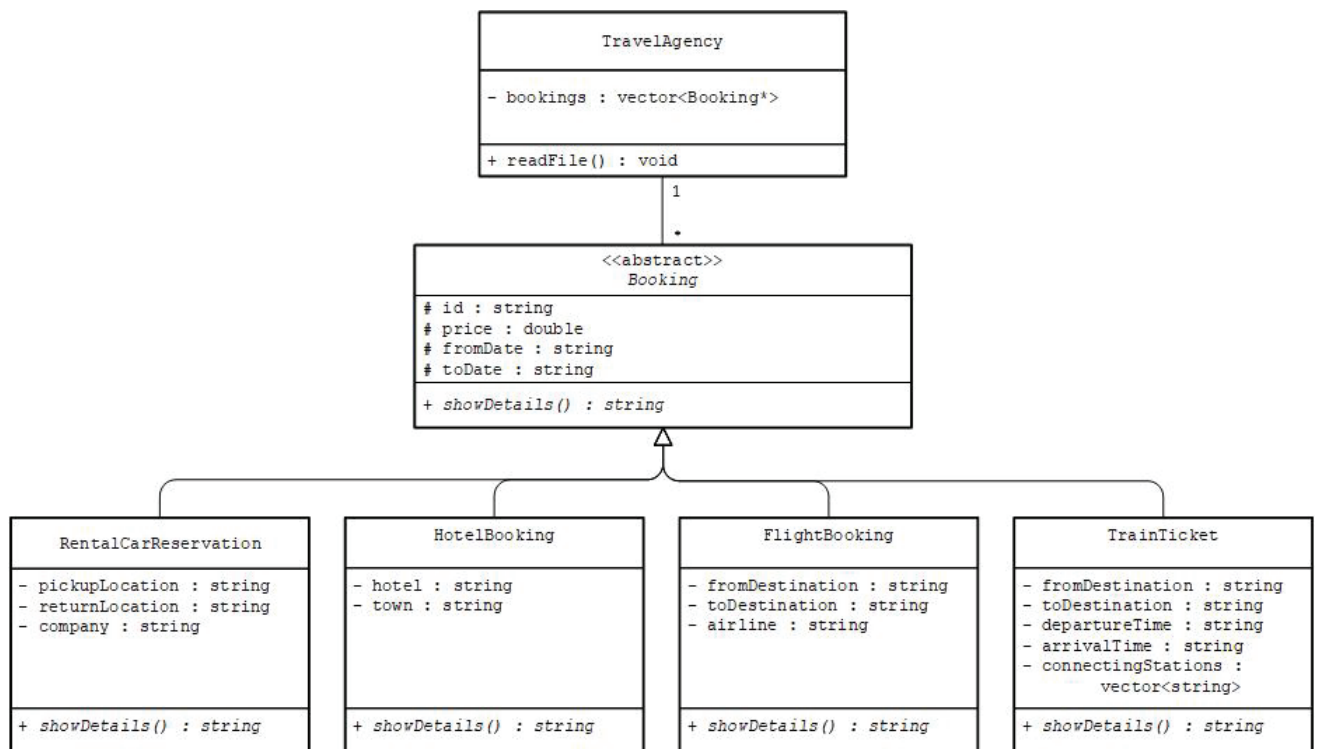 TravelAgency
- bookings : vector<Booking*>
+ readFile() : void
1
*
<<abstract>>
Booking
# id : string
# price : double
# fromDate : string
# toDate : string
+ showDetails() : string
RentalCarReservation
- pickupLocation : string
- returnLocation : string
- company : string
+ showDetails() : string
HotelBooking
- hotel : string
- town : string
+ showDetails() : string
FlightBooking
- fromDestination : string
- toDestination : string
- airline : string
+ showDetails() : string
TrainTicket
- fromDestination : string
- toDestination : string
- departureTime : string
- arrivalTime : string
- connectingStations :
vector<string>
+ showDetails() : string